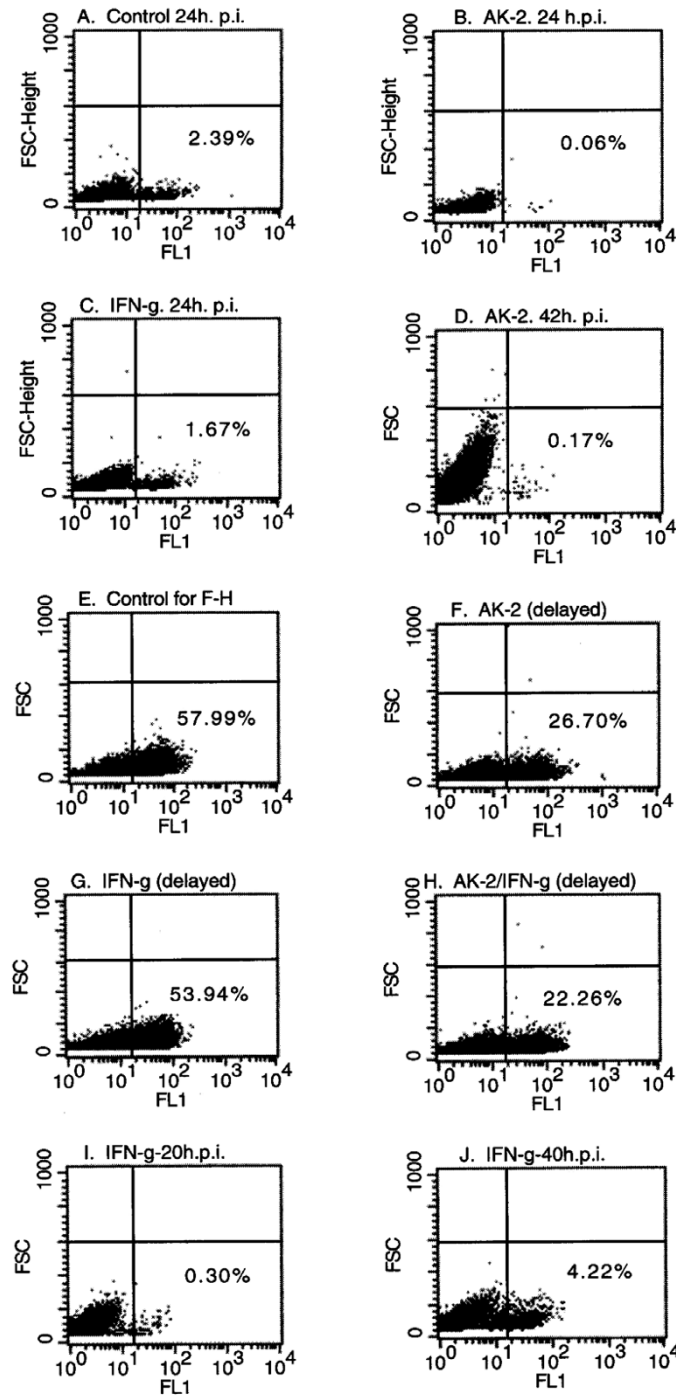 A. Control 24h. p.i.
1000
FSC-Height
2.39%
0
10^0 10^1 10^2 10^3 10^4
FL1
B. AK-2. 24 h.p.i.
1000
FSC-Height
0.06%
0
10^0 10^1 10^2 10^3 10^4
FL1
C. IFN-g. 24h. p.i.
1000
FSC-Height
1.67%
0
10^0 10^1 10^2 10^3 10^4
FL1
D. AK-2. 42h. p.i.
1000
FSC
0.17%
0
10^0 10^1 10^2 10^3 10^4
FL1
E. Control for F-H
1000
FSC
57.99%
0
10^0 10^1 10^2 10^3 10^4
FL1
F. AK-2 (delayed)
1000
FSC
26.70%
0
10^0 10^1 10^2 10^3 10^4
FL1
G. IFN-g (delayed)
1000
FSC
53.94%
0
10^0 10^1 10^2 10^3 10^4
FL1
H. AK-2/IFN-g (delayed)
1000
FSC
22.26%
0
10^0 10^1 10^2 10^3 10^4
FL1
I. IFN-g-20h.p.i.
1000
FSC
0.30%
0
10^0 10^1 10^2 10^3 10^4
FL1
J. IFN-g-40h.p.i.
1000
FSC
4.22%
0
10^0 10^1 10^2 10^3 10^4
FL1